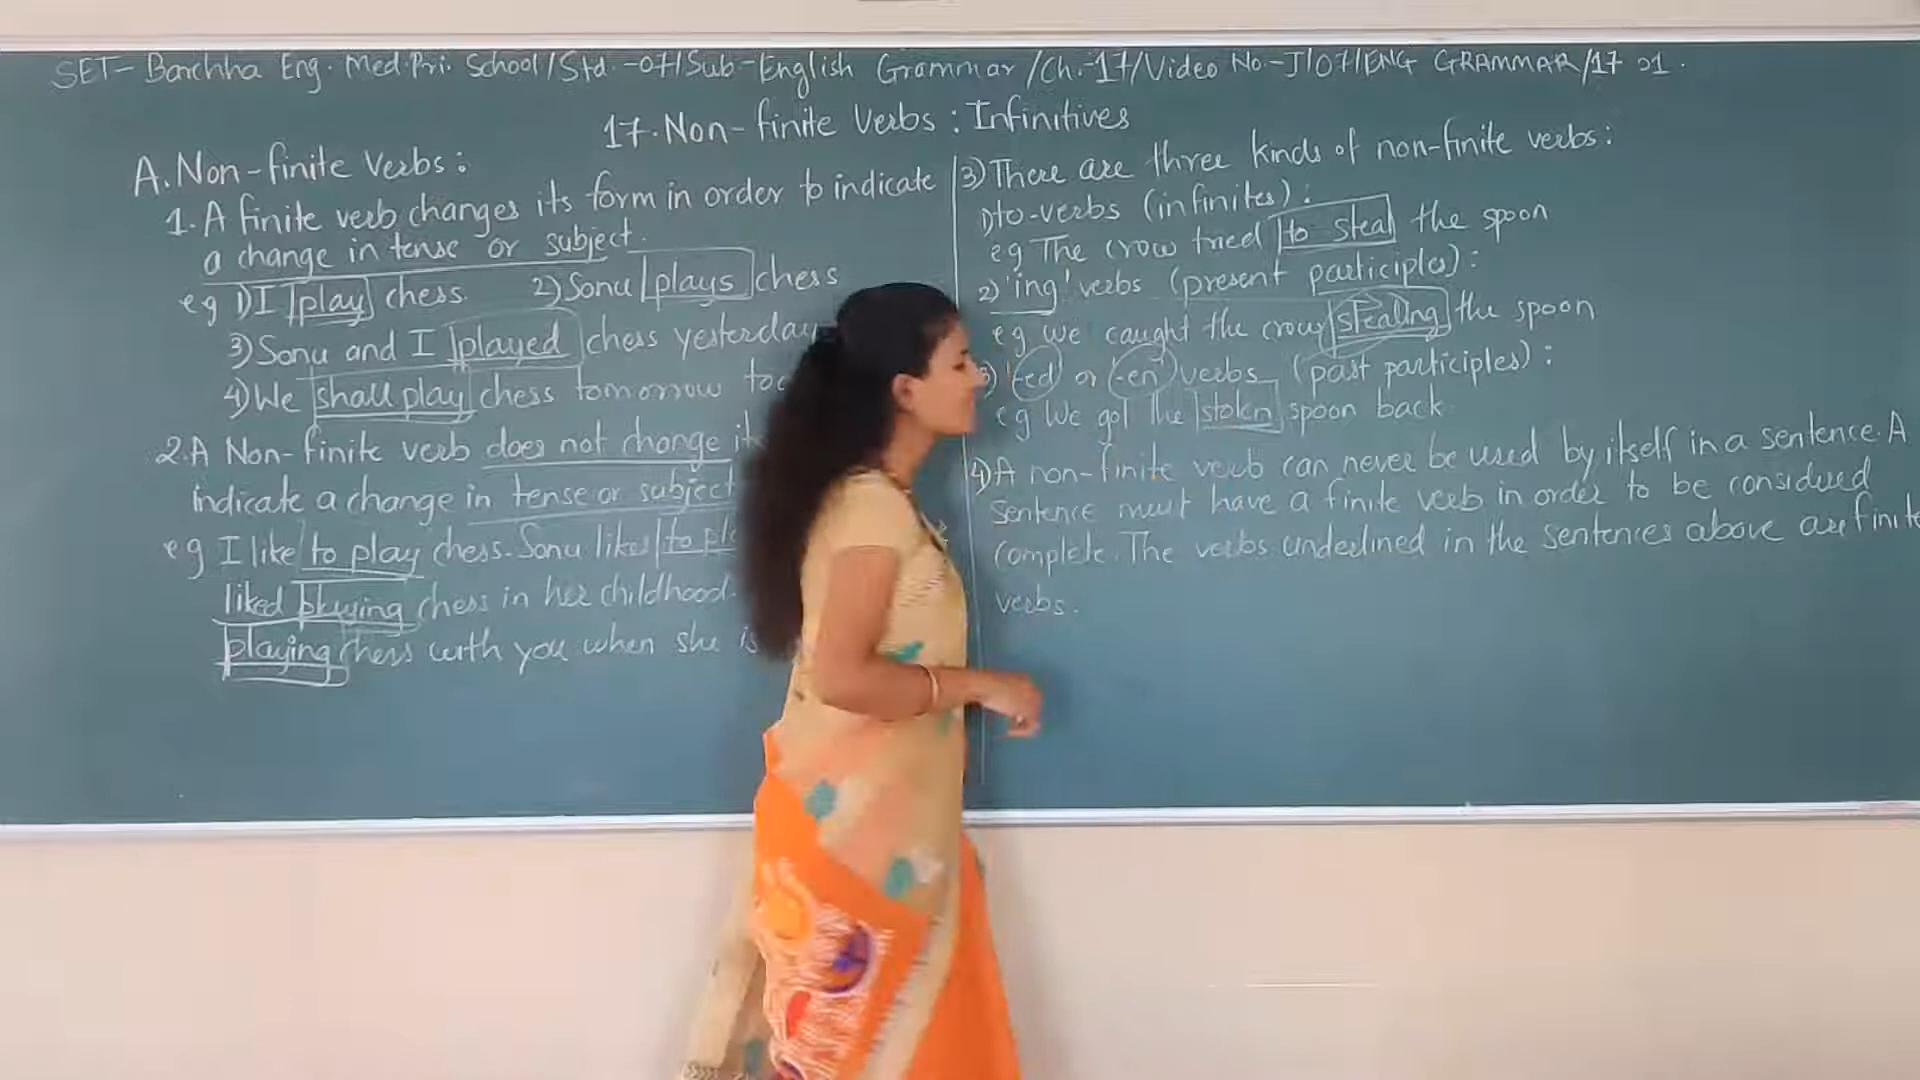 SET- Barchha Eng. Med. Pri. School/Std.-07/Sub-English Grammar/Ch.-17/Video No.-J/07/ENG GRAMMAR/17 01.
17. Non-finite Verbs : Infinitives
A. Non-finite Verbs:
1. A finite verb changes its form in order to indicate
a change in tense or subject.
eg 1) I play chess. 2) Sonu plays chess
3) Sonu and I played chess yesterday
4) We shall play chess tomorrow
2. A Non-finite verb does not change
indicate a change in tense or subject
eg I like to play chess. Sonu likes to
liked playing chess in her childhood.
playing chess with you when she is
3) There are three kinds of non-finite verbs:
1) to-verbs (infinites):
eg The crow tried to steal the spoon
2) 'ing' verbs (present participles):
eg we caught the crow stealing the spoon
3) (-ed) or (-en) verbs (past participles):
eg We got the stolen spoon back
4) A non-finite verb can never be used by itself in a sentence. A
sentence must have a finite verb in order to be considered
complete. The verbs underlined in the sentences above are finite
verbs.